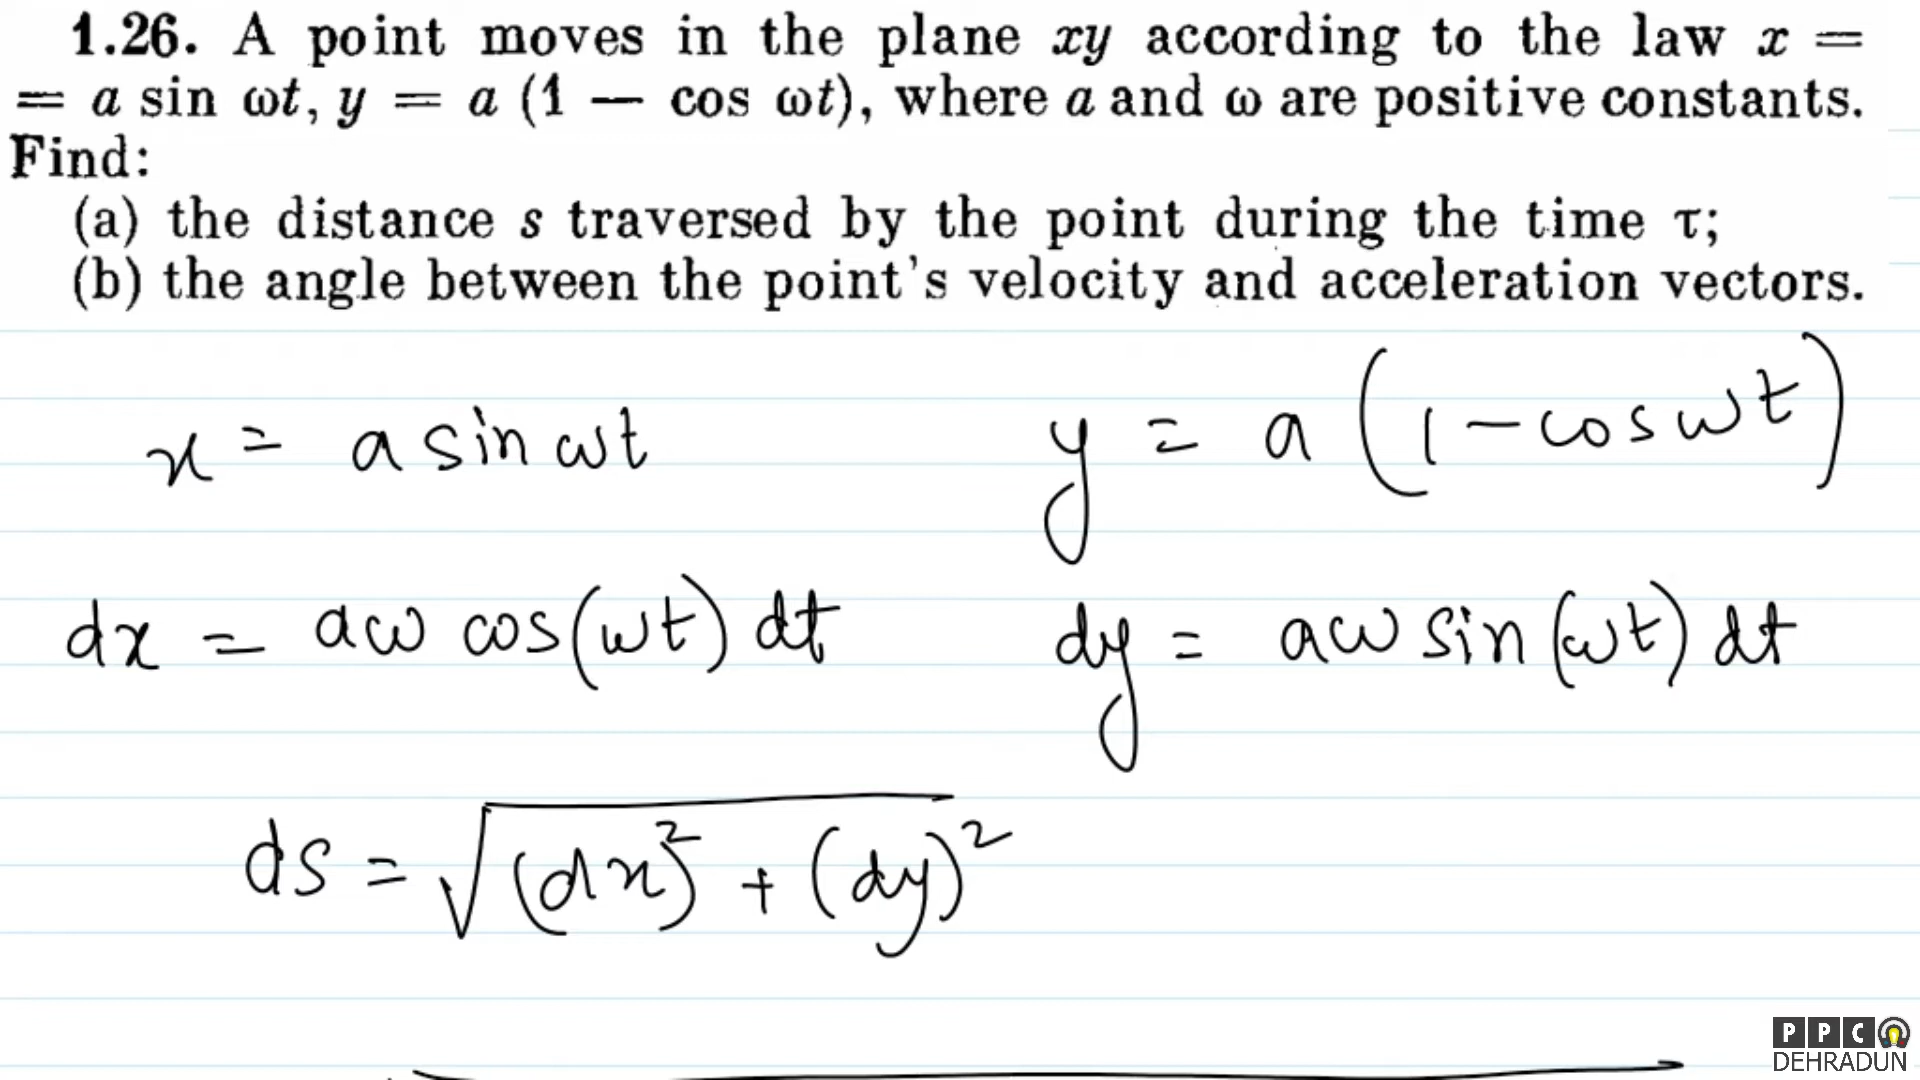 1.26. A point moves in the plane xy according to the law x =
= a sin ωt, y = a (1 — cos ωt), where a and ω are positive constants.
Find:
(a) the distance s traversed by the point during the time τ;
(b) the angle between the point's velocity and acceleration vectors.
x = a sin ωt
y = a (1 - cos ωt)
dx = aω cos(ωt) dt
dy = aω sin(ωt) dt
ds = √(dx)² + (dy)²
PPC
DEHRADUN